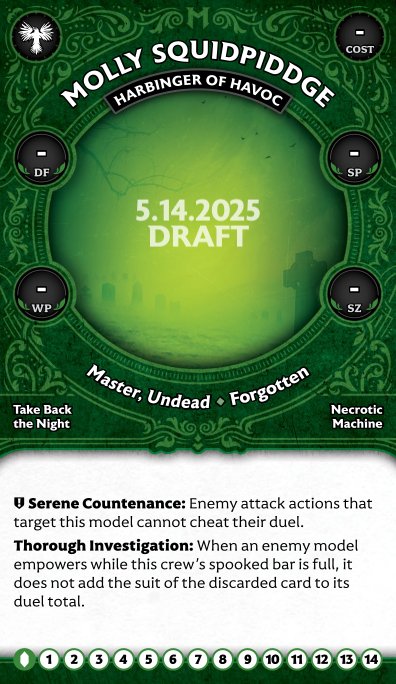 M
-
COST
MOLLY SQUIDPIDDGE
HARBINGER OF HAVOC
-
DF
-
SP
5.14.2025
DRAFT
-
WP
-
SZ
Master, Undead ◆ Forgotten
Take Back
the Night
Necrotic
Machine
Serene Countenance: Enemy attack actions that
target this model cannot cheat their duel.
Thorough Investigation: When an enemy model
empowers while this crew's spooked bar is full, it
does not add the suit of the discarded card to its
duel total.
1 2 3 4 5 6 7 8 9 10 11 12 13 14